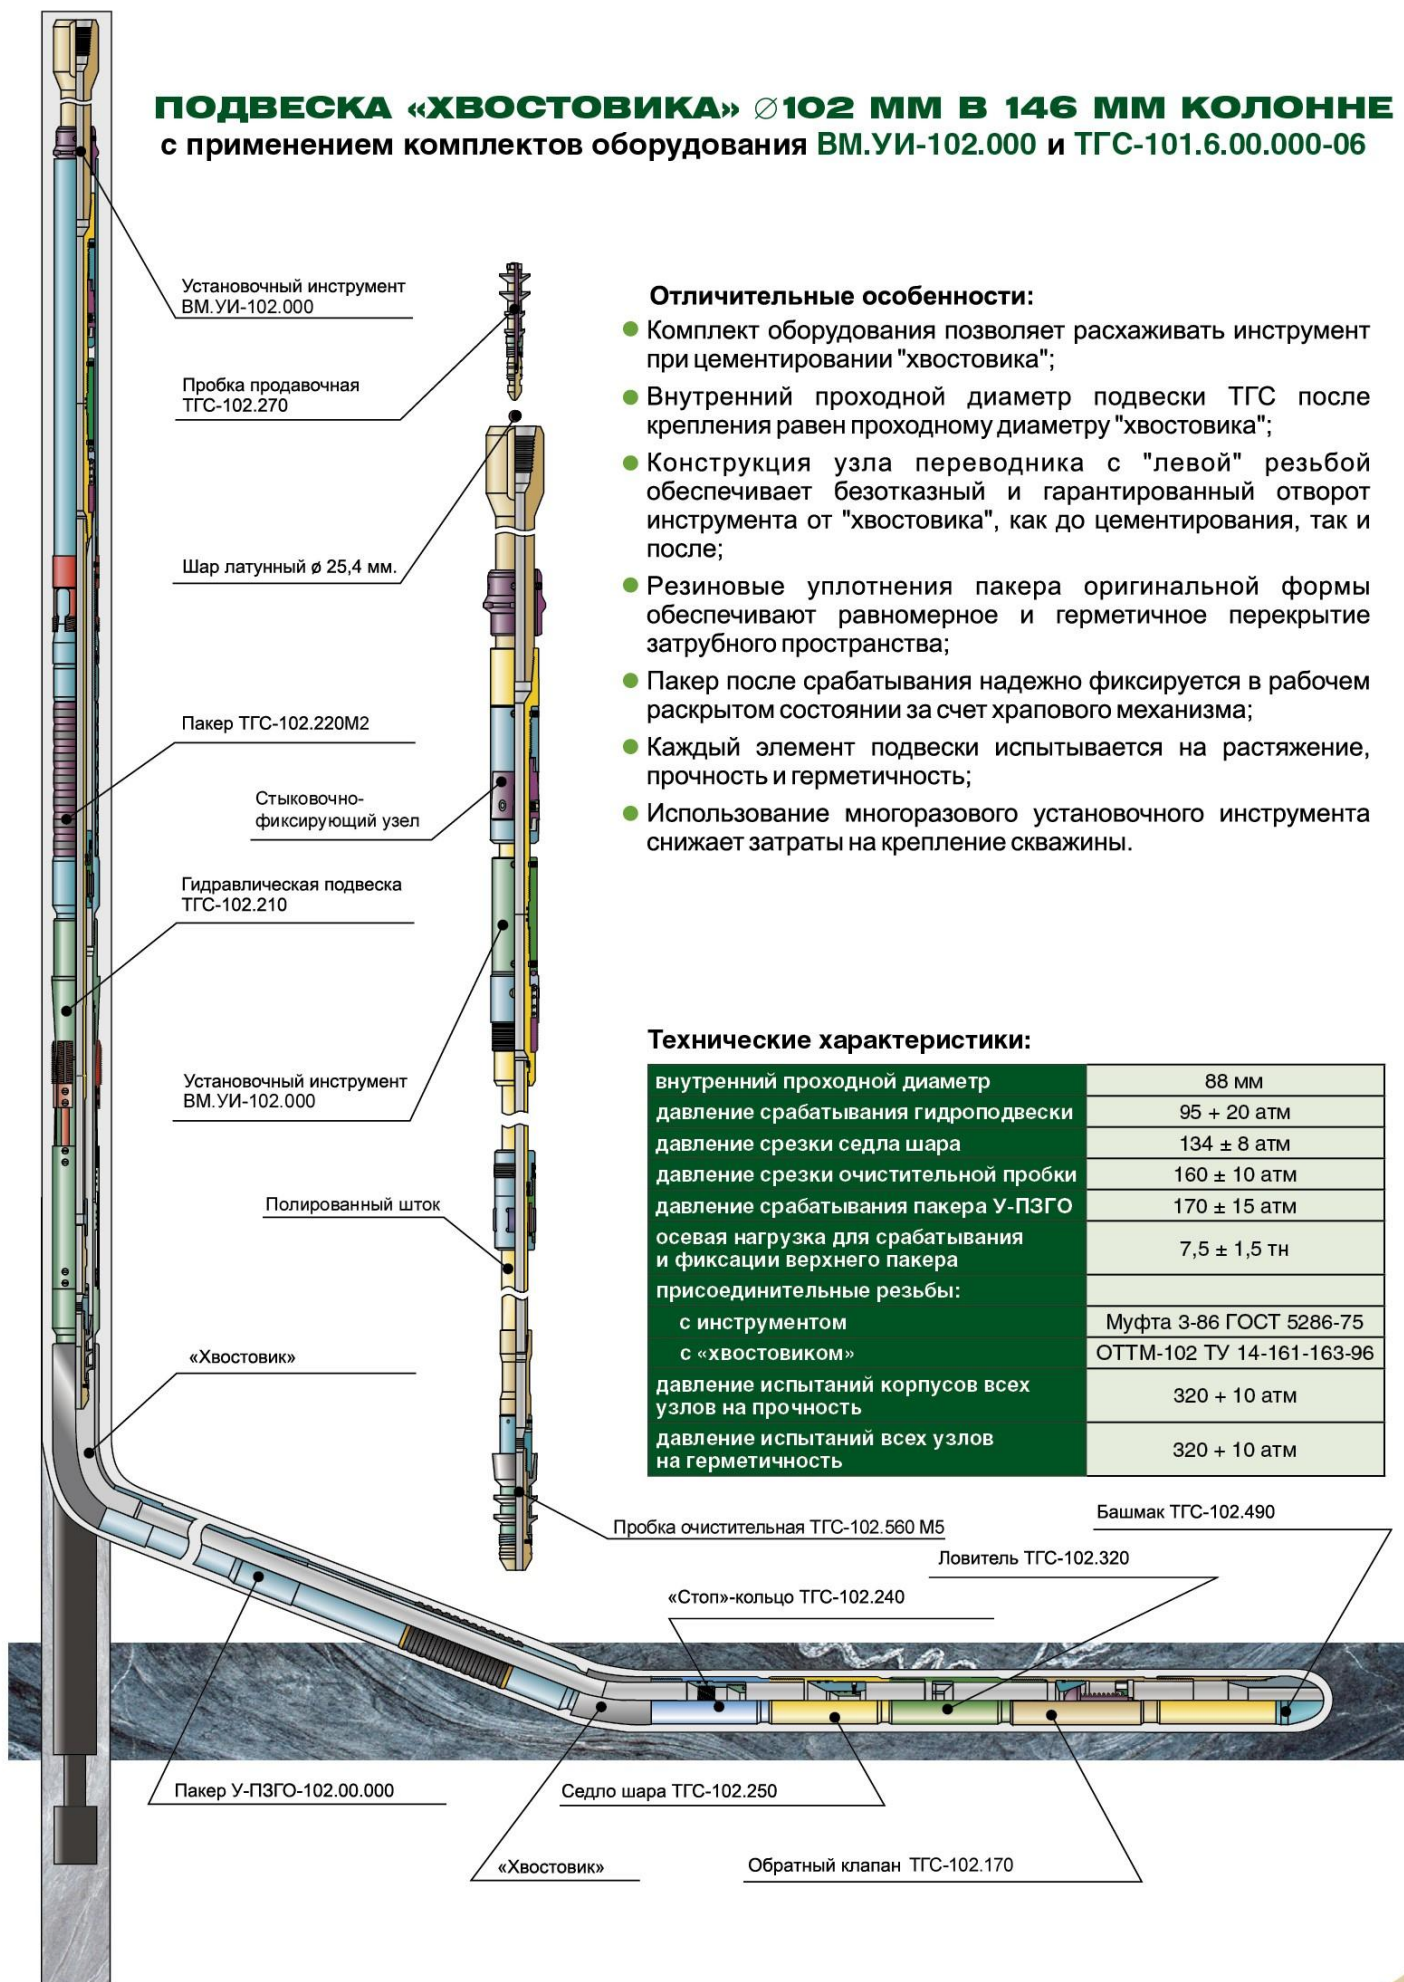 ПОДВЕСКА «ХВОСТОВИКА» ∅102 ММ В 146 ММ КОЛОННЕ
с применением комплектов оборудования ВМ.УИ-102.000 и ТГС-101.6.00.000-06
Установочный инструмент
ВМ.УИ-102.000
Пробка продавочная
ТГС-102.270
Шар латунный ø 25,4 мм.
Пакер ТГС-102.220М2
Стыковочно-
фиксирующий узел
Гидравлическая подвеска
ТГС-102.210
Установочный инструмент
ВМ.УИ-102.000
Полированный шток
«Хвостовик»
Отличительные особенности:
Комплект оборудования позволяет расхаживать инструмент
при цементировании "хвостовика";
Внутренний проходной диаметр подвески ТГС после
крепления равен проходному диаметру "хвостовика";
Конструкция узла переводника с "левой" резьбой
обеспечивает безотказный и гарантированный отворот
инструмента от "хвостовика", как до цементирования, так и
после;
Резиновые уплотнения пакера оригинальной формы
обеспечивают равномерное и герметичное перекрытие
затрубного пространства;
Пакер после срабатывания надежно фиксируется в рабочем
раскрытом состоянии за счет храпового механизма;
Каждый элемент подвески испытывается на растяжение,
прочность и герметичность;
Использование многоразового установочного инструмента
снижает затраты на крепление скважины.
Технические характеристики:
внутренний проходной диаметр 88 мм
давление срабатывания гидроподвески 95 + 20 атм
давление срезки седла шара 134 ± 8 атм
давление срезки очистительной пробки 160 ± 10 атм
давление срабатывания пакера У-ПЗГО 170 ± 15 атм
осевая нагрузка для срабатывания
и фиксации верхнего пакера 7,5 ± 1,5 тн
присоединительные резьбы:
с инструментом Муфта З-86 ГОСТ 5286-75
с «хвостовиком» ОТТМ-102 ТУ 14-161-163-96
давление испытаний корпусов всех
узлов на прочность 320 + 10 атм
давление испытаний всех узлов
на герметичность 320 + 10 атм
Башмак ТГС-102.490
Пробка очистительная ТГС-102.560 М5
Ловитель ТГС-102.320
«Стоп»-кольцо ТГС-102.240
Пакер У-ПЗГО-102.00.000
Седло шара ТГС-102.250
«Хвостовик»
Обратный клапан ТГС-102.170